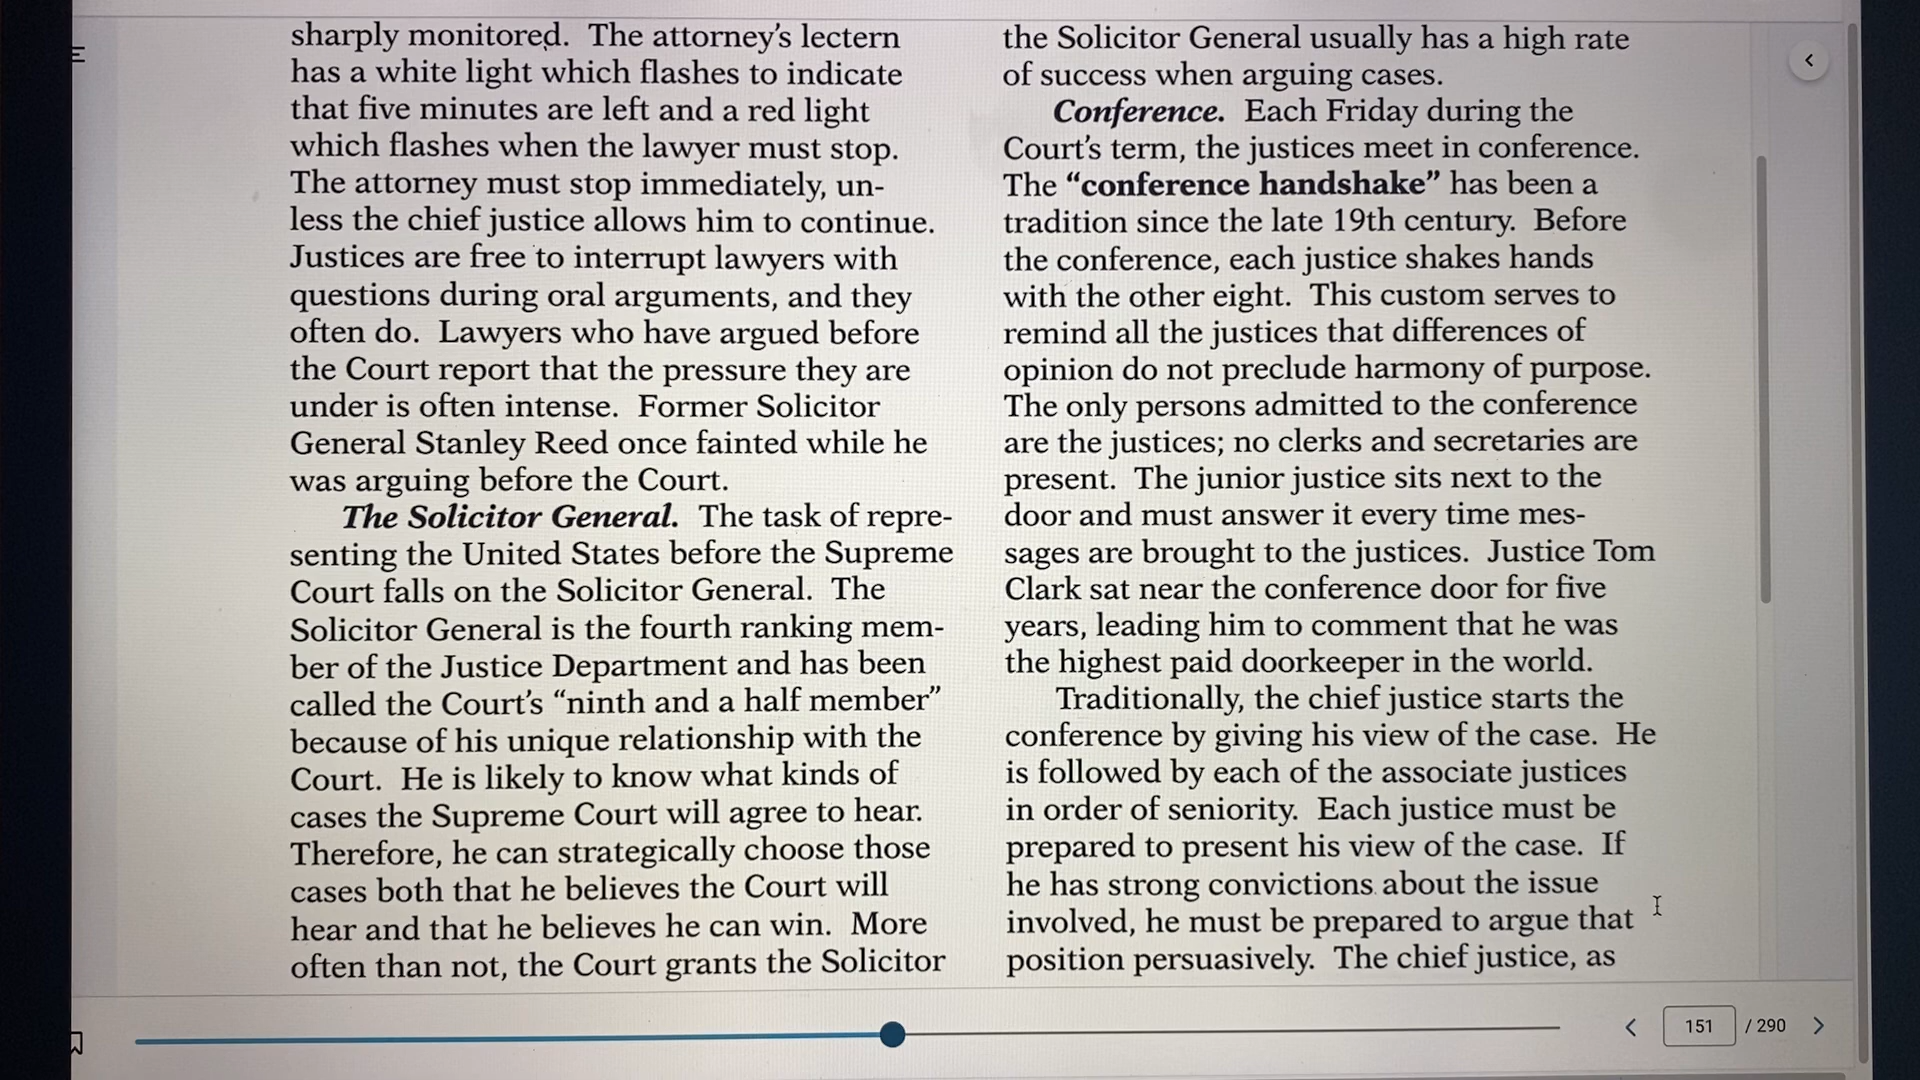 sharply monitored. The attorney's lectern
has a white light which flashes to indicate
that five minutes are left and a red light
which flashes when the lawyer must stop.
The attorney must stop immediately, un-
less the chief justice allows him to continue.
Justices are free to interrupt lawyers with
questions during oral arguments, and they
often do. Lawyers who have argued before
the Court report that the pressure they are
under is often intense. Former Solicitor
General Stanley Reed once fainted while he
was arguing before the Court.
The Solicitor General. The task of repre-
senting the United States before the Supreme
Court falls on the Solicitor General. The
Solicitor General is the fourth ranking mem-
ber of the Justice Department and has been
called the Court's “ninth and a half member”
because of his unique relationship with the
Court. He is likely to know what kinds of
cases the Supreme Court will agree to hear.
Therefore, he can strategically choose those
cases both that he believes the Court will
hear and that he believes he can win. More
often than not, the Court grants the Solicitor
the Solicitor General usually has a high rate
of success when arguing cases.
Conference. Each Friday during the
Court's term, the justices meet in conference.
The “conference handshake” has been a
tradition since the late 19th century. Before
the conference, each justice shakes hands
with the other eight. This custom serves to
remind all the justices that differences of
opinion do not preclude harmony of purpose.
The only persons admitted to the conference
are the justices; no clerks and secretaries are
present. The junior justice sits next to the
door and must answer it every time mes-
sages are brought to the justices. Justice Tom
Clark sat near the conference door for five
years, leading him to comment that he was
the highest paid doorkeeper in the world.
Traditionally, the chief justice starts the
conference by giving his view of the case. He
is followed by each of the associate justices
in order of seniority. Each justice must be
prepared to present his view of the case. If
he has strong convictions about the issue
involved, he must be prepared to argue that
position persuasively. The chief justice, as
151 / 290